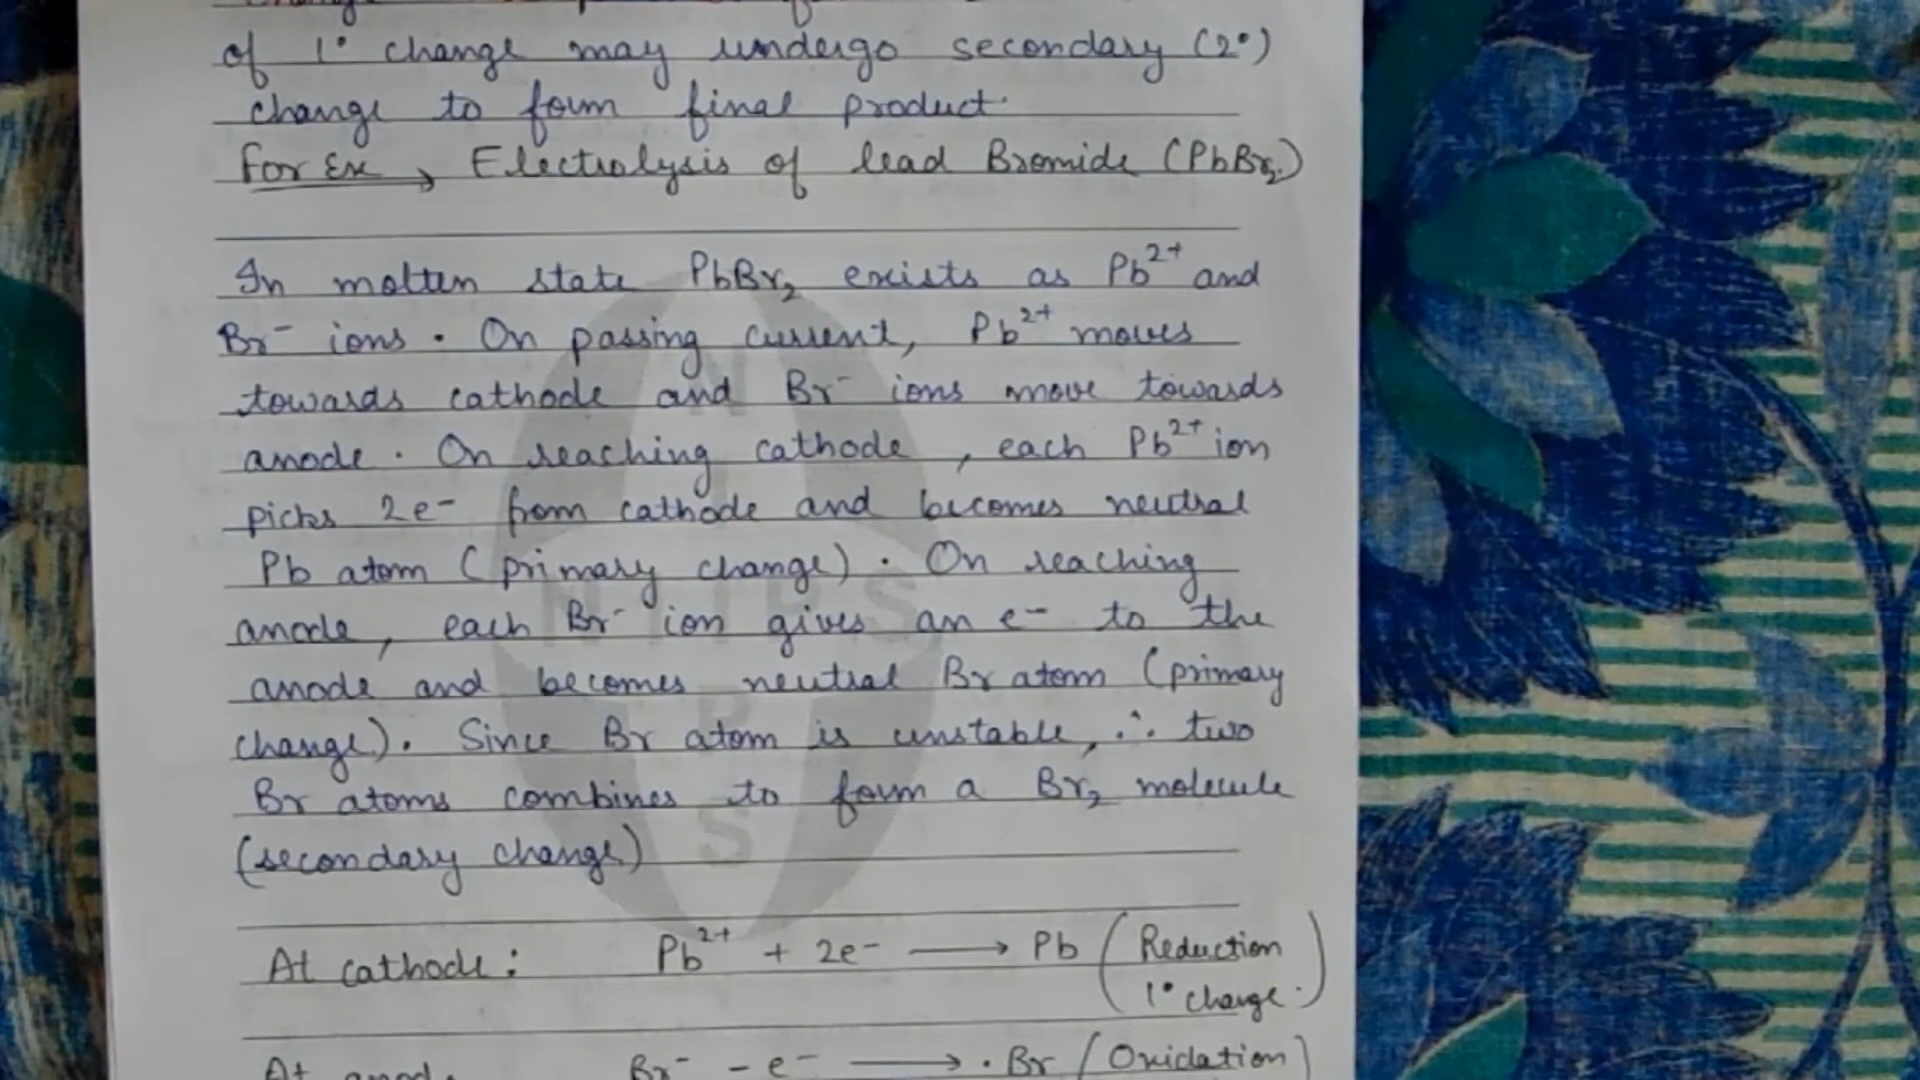 of 1° change may undergo secondary (2°)
change to form final product.
For Ex → Electrolysis of lead Bromide (PbBr₂)
In molten state PbBr₂ exists as Pb²⁺ and
Br⁻ ions. On passing current, Pb²⁺ moves
towards cathode and Br⁻ ions move towards
anode. On reaching cathode, each Pb²⁺ ion
picks 2e⁻ from cathode and becomes neutral
Pb atom (primary change). On reaching
anode, each Br⁻ ion gives an e⁻ to the
anode and becomes neutral Br atom (primary
change). Since Br atom is unstable, ∴ two
Br atoms combines to form a Br₂ molecule
(secondary change)
At cathode: Pb²⁺ + 2e⁻ → Pb (Reduction
1° change.)
At Br⁻ - e⁻ → .Br (Oxidation)